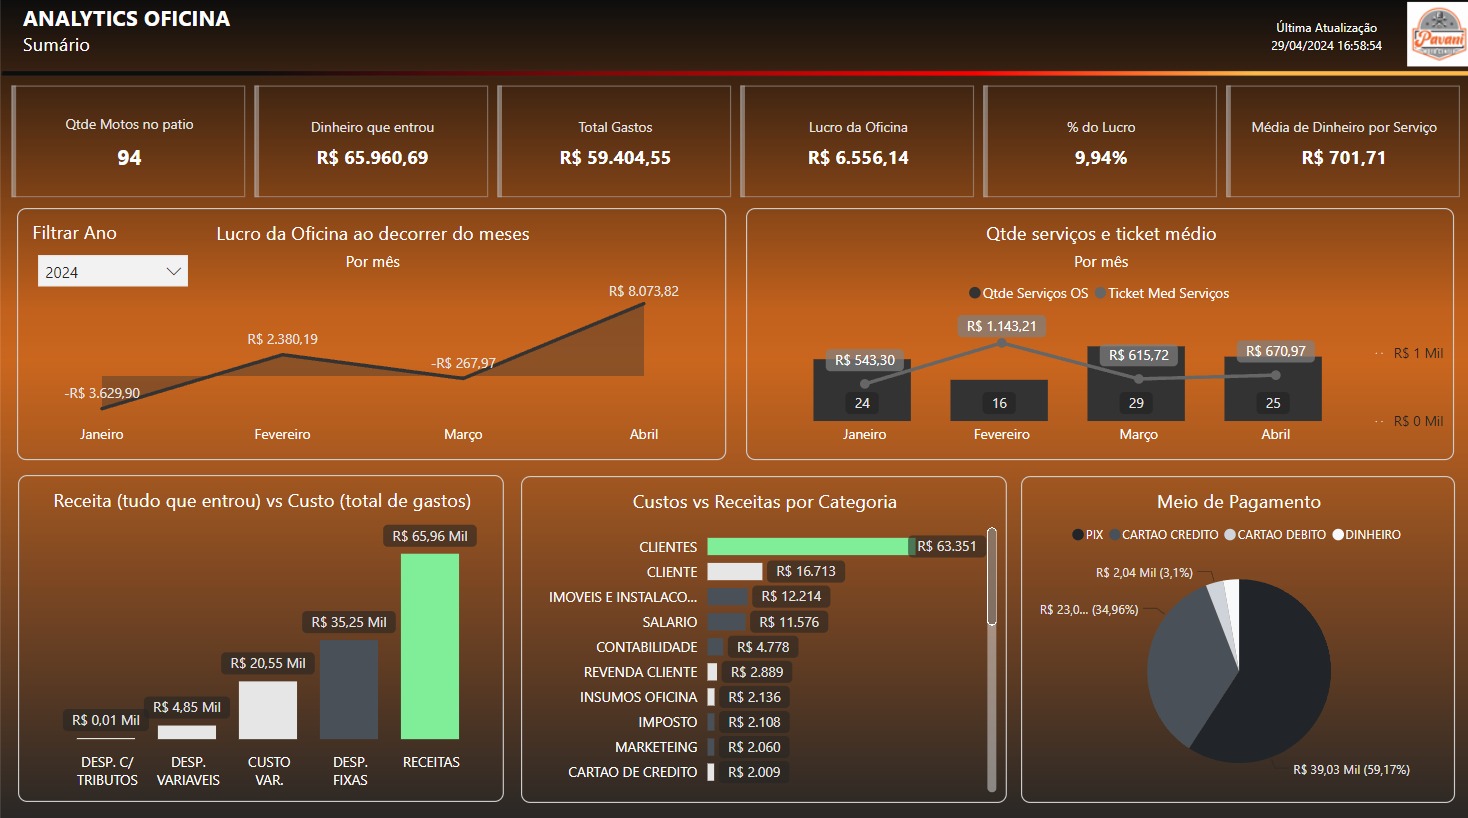 ANALYTICS OFICINA
Sumário
Última Atualização
29/04/2024 16:58:54
Pavani
Qtde Motos no patio
94
Dinheiro que entrou
R$ 65.960,69
Total Gastos
R$ 59.404,55
Lucro da Oficina
R$ 6.556,14
% do Lucro
9,94%
Média de Dinheiro por Serviço
R$ 701,71
Filtrar Ano
2024
Lucro da Oficina ao decorrer do meses
Por mês
-R$ 3.629,90
R$ 2.380,19
-R$ 267,97
R$ 8.073,82
Janeiro
Fevereiro
Março
Abril
Qtde serviços e ticket médio
Por mês
Qtde Serviços OS
Ticket Med Serviços
R$ 543,30
R$ 1.143,21
R$ 615,72
R$ 670,97
R$ 1 Mil
R$ 0 Mil
24
16
29
25
Janeiro
Fevereiro
Março
Abril
Receita (tudo que entrou) vs Custo (total de gastos)
R$ 0,01 Mil
R$ 4,85 Mil
R$ 20,55 Mil
R$ 35,25 Mil
R$ 65,96 Mil
DESP. C/
TRIBUTOS
DESP.
VARIAVEIS
CUSTO
VAR.
DESP.
FIXAS
RECEITAS
Custos vs Receitas por Categoria
CLIENTES R$ 63.351
CLIENTE R$ 16.713
IMOVEIS E INSTALACO... R$ 12.214
SALARIO R$ 11.576
CONTABILIDADE R$ 4.778
REVENDA CLIENTE R$ 2.889
INSUMOS OFICINA R$ 2.136
IMPOSTO R$ 2.108
MARKETEING R$ 2.060
CARTAO DE CREDITO R$ 2.009
Meio de Pagamento
PIX CARTAO CREDITO CARTAO DEBITO DINHEIRO
R$ 2,04 Mil (3,1%)
R$ 23,0... (34,96%)
R$ 39,03 Mil (59,17%)